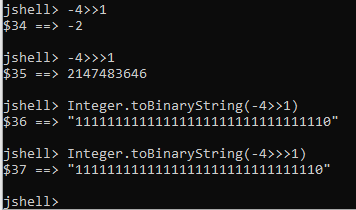 jshell> -4>>1
$34 ==> -2
jshell> -4>>>1
$35 ==> 2147483646
jshell> Integer.toBinaryString(-4>>1)
$36 ==> "11111111111111111111111111111110"
jshell> Integer.toBinaryString(-4>>>1)
$37 ==> "1111111111111111111111111111110"
jshell>